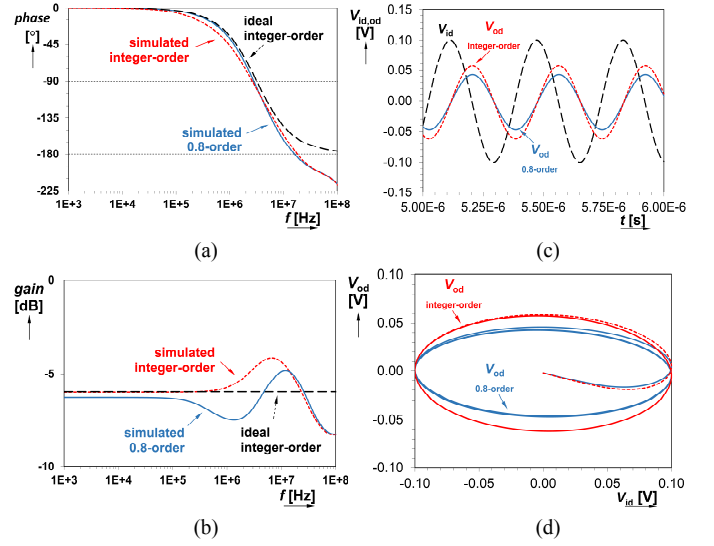 phase
[°]
0
-45
-90
-135
-180
-225
ideal
integer-order
simulated
integer-order
simulated
0.8-order
1E+3
1E+4
1E+5
1E+6
1E+7
1E+8
f [Hz]
(a)
Vid,od
[V]
0.15
0.10
0.05
0.00
-0.05
-0.10
-0.15
Vid
Vod
integer-order
Vod
0.8-order
5.00E-6
5.25E-6
5.50E-6
5.75E-6
6.00E-6
t [s]
(c)
gain
[dB]
0
-5
-10
simulated
integer-order
simulated
0.8-order
ideal
integer-order
1E+3
1E+4
1E+5
1E+6
1E+7
1E+8
f [Hz]
(b)
Vod
[V]
0.10
0.05
0.00
-0.05
-0.10
Vod
integer-order
Vod
0.8-order
-0.10
-0.05
0.00
0.05
0.10
Vid [V]
(d)